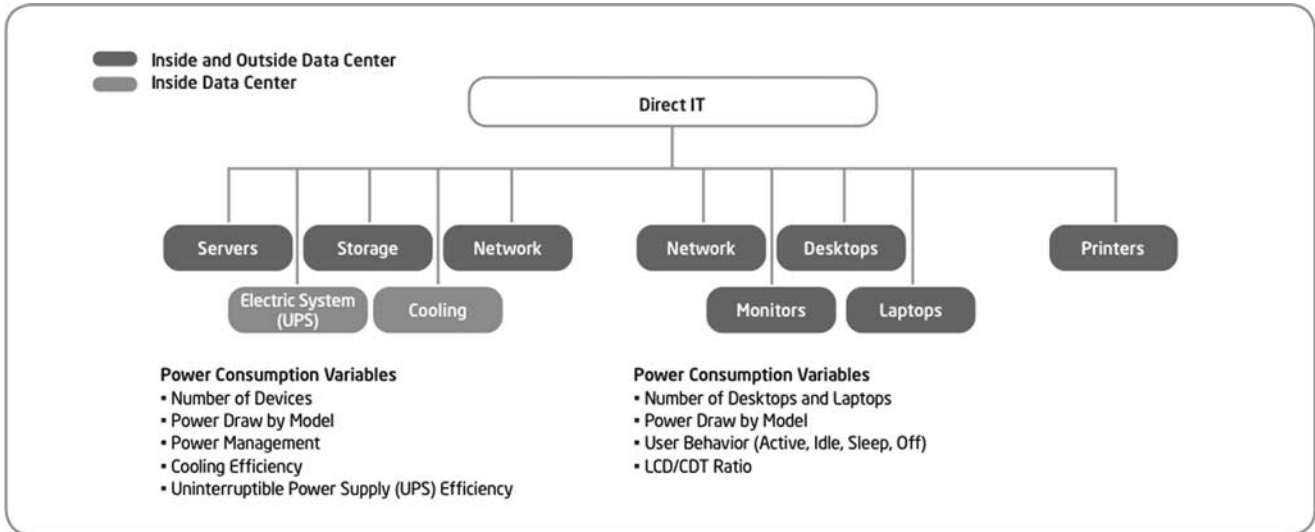 Inside and Outside Data Center
Inside Data Center
Direct IT
Servers
Storage
Network
Network
Desktops
Printers
Electric System
(UPS)
Cooling
Monitors
Laptops
Power Consumption Variables
▪ Number of Devices
▪ Power Draw by Model
▪ Power Management
▪ Cooling Efficiency
▪ Uninterruptible Power Supply (UPS) Efficiency
Power Consumption Variables
▪ Number of Desktops and Laptops
▪ Power Draw by Model
▪ User Behavior (Active, Idle, Sleep, Off)
▪ LCD/CDT Ratio